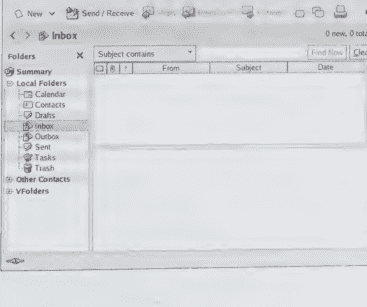 New Send / Receive
Inbox 0 new, 0 tota
Folders Subject contains Find Now Clea
From Subject Date
Summary
Local Folders
Calendar
Contacts
Drafts
Inbox
Outbox
Sent
Tasks
Trash
Other Contacts
VFolders